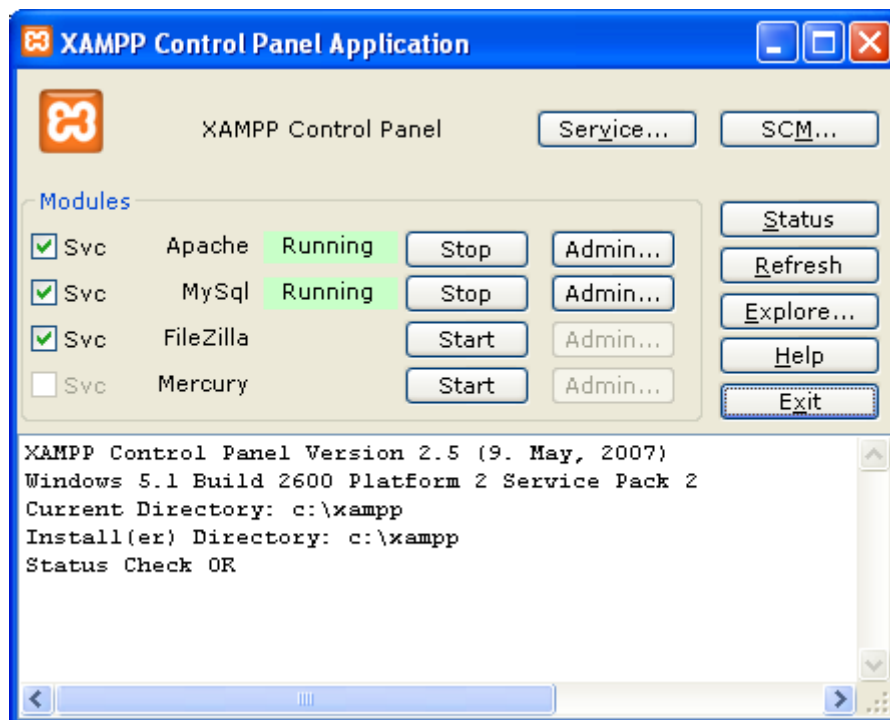 XAMPP Control Panel Application
XAMPP Control Panel Service... SCM...
Modules
Svc Apache Running Stop Admin...
Svc MySql Running Stop Admin...
Svc FileZilla Start Admin...
Svc Mercury Start Admin...
Status
Refresh
Explore...
Help
Exit
XAMPP Control Panel Version 2.5 (9. May, 2007)
Windows 5.1 Build 2600 Platform 2 Service Pack 2
Current Directory: c:\xampp
Install(er) Directory: c:\xampp
Status Check OK